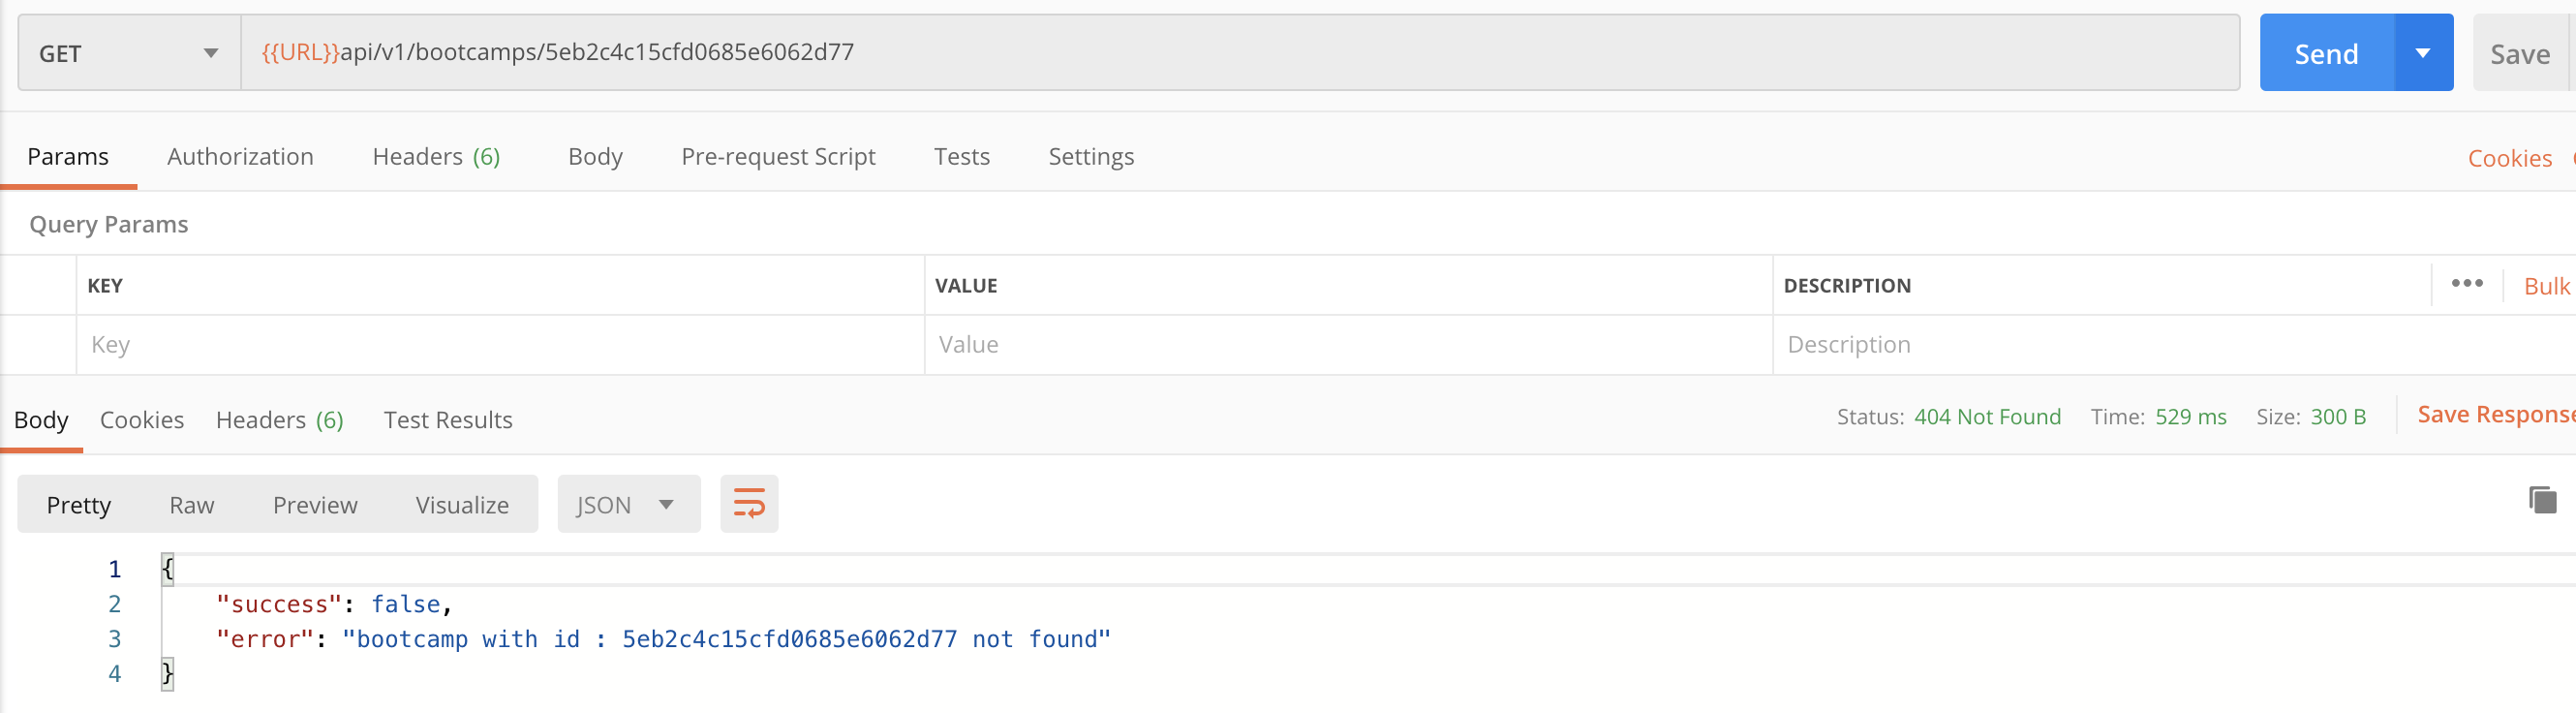 GET {{URL}}api/v1/bootcamps/5eb2c4c15cfd0685e6062d77 Send Save
Params Authorization Headers (6) Body Pre-request Script Tests Settings Cookies
Query Params
KEY VALUE DESCRIPTION ••• Bulk
Key Value Description
Body Cookies Headers (6) Test Results Status: 404 Not Found Time: 529 ms Size: 300 B Save Response
Pretty Raw Preview Visualize JSON
1 {
2 "success": false,
3 "error": "bootcamp with id : 5eb2c4c15cfd0685e6062d77 not found"
4 }